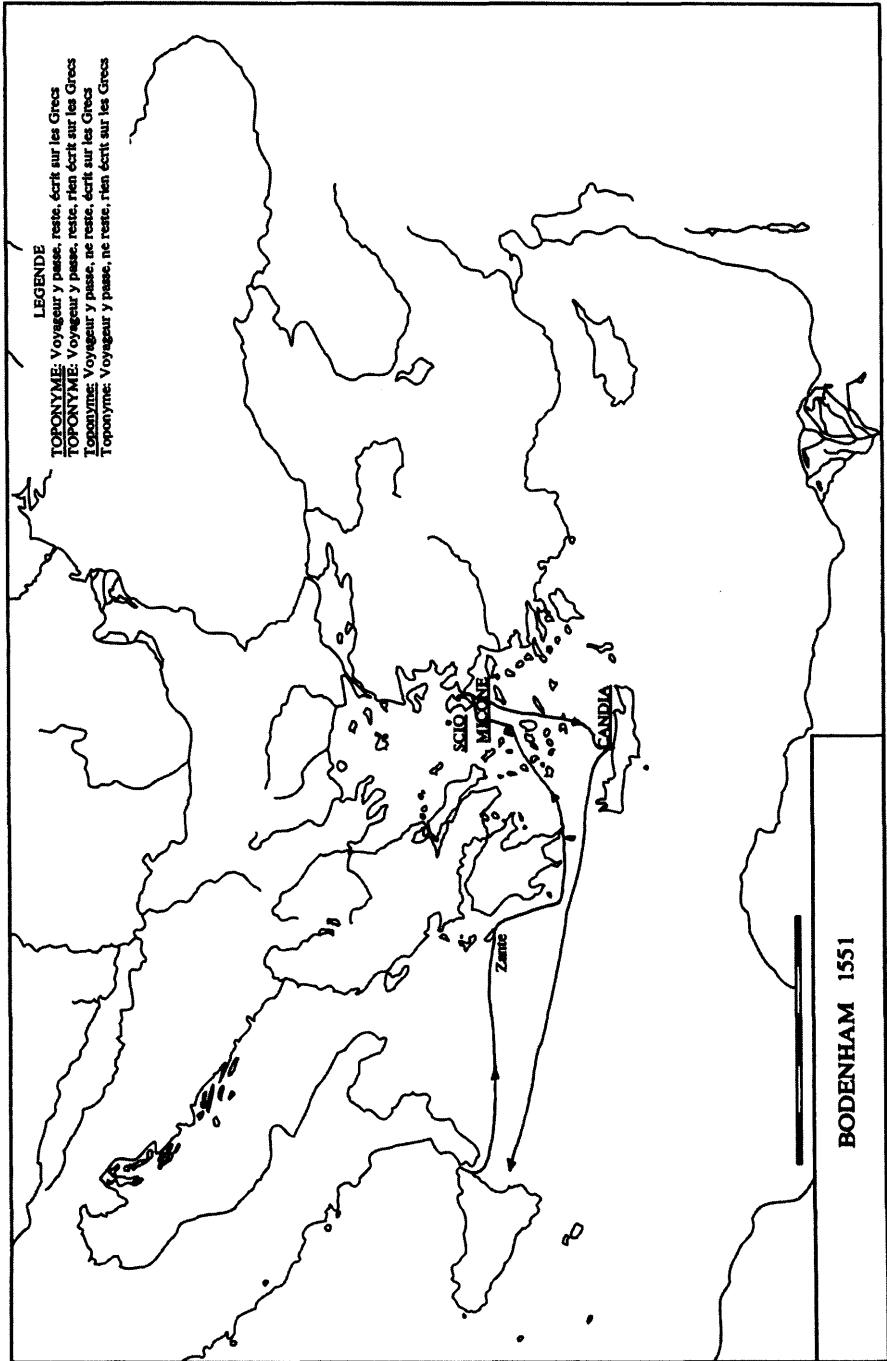 LEGENDE
TOPONYME: Voyageur y passe, reste, écrit sur les Grecs
TOPONYME: Voyageur y passe, reste, rien écrit sur les Grecs
Toponyme: Voyageur y passe, ne reste, écrit sur les Grecs
Toponyme: Voyageur y passe, ne reste, rien écrit sur les Grecs
SCIO
MICONE
CANDIA
Zante
BODENHAM 1551